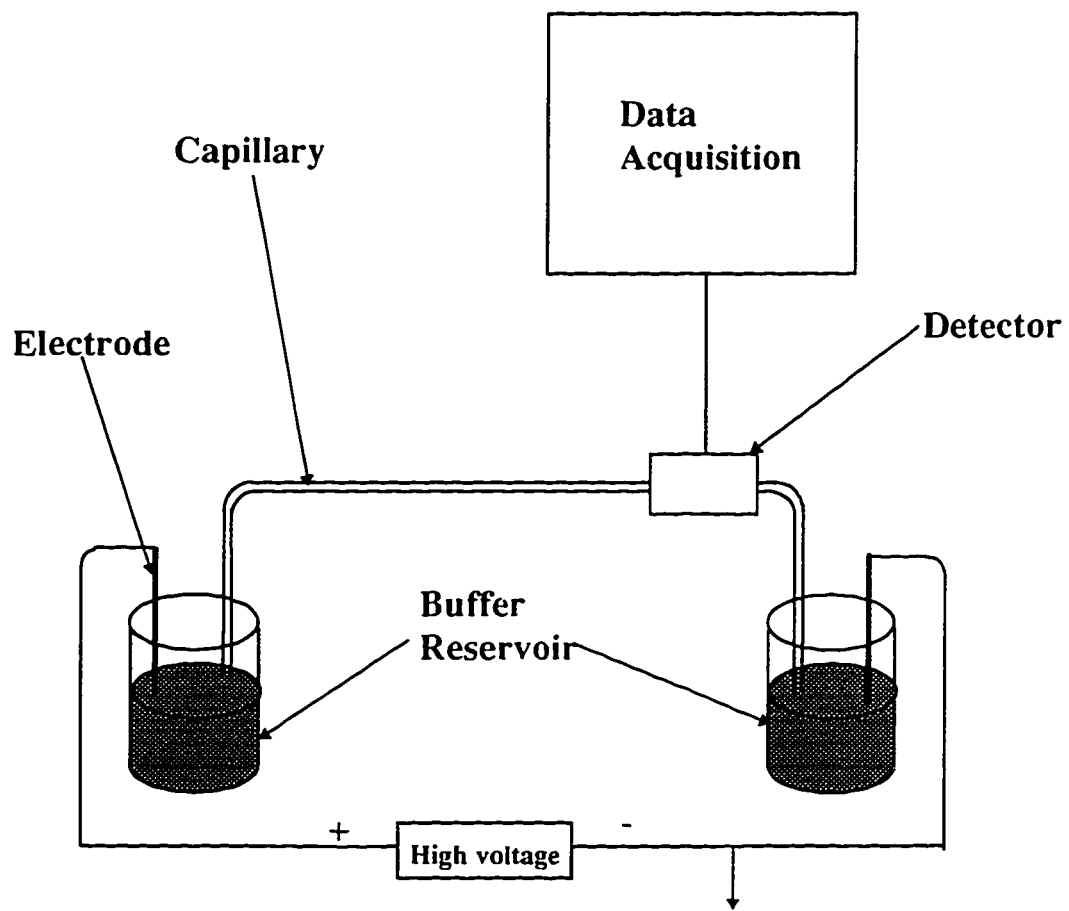 Data
Acquisition
Capillary
Electrode
Detector
Buffer
Reservoir
+
-
High voltage